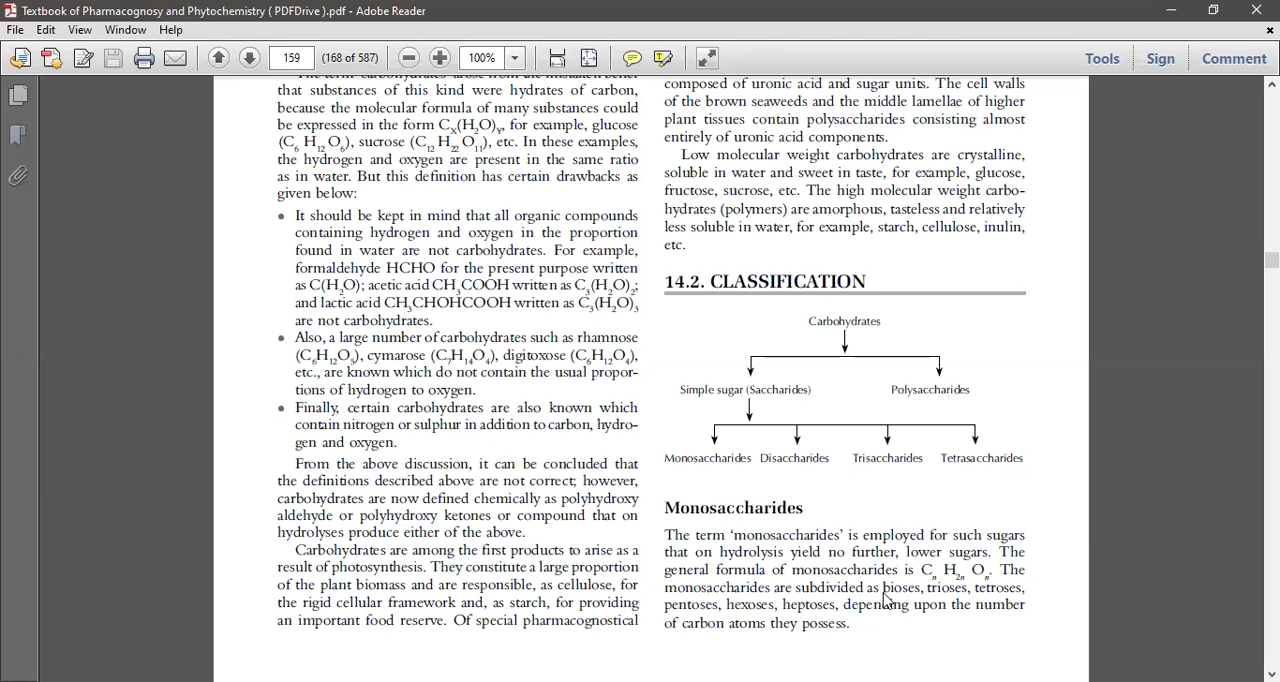 Textbook of Pharmacognosy and Phytochemistry ( PDFDrive ).pdf - Adobe Reader
File Edit View Window Help
159 (168 of 587) 100% Tools Sign Comment
The term 'carbohydrates' arose from the mistaken belief
that substances of this kind were hydrates of carbon,
because the molecular formula of many substances could
be expressed in the form Cx(H2O)y, for example, glucose
(C6 H12 O6), sucrose (C12 H22 O11), etc. In these examples,
the hydrogen and oxygen are present in the same ratio
as in water. But this definition has certain drawbacks as
given below:
• It should be kept in mind that all organic compounds
containing hydrogen and oxygen in the proportion
found in water are not carbohydrates. For example,
formaldehyde HCHO for the present purpose written
as C(H2O); acetic acid CH3COOH written as C3(H2O)2;
and lactic acid CH3CHOHCOOH written as C3(H2O)3
are not carbohydrates.
• Also, a large number of carbohydrates such as rhamnose
(C6H12O5), cymarose (C7H14O4), digitoxose (C6H12O4),
etc., are known which do not contain the usual propor-
tions of hydrogen to oxygen.
• Finally, certain carbohydrates are also known which
contain nitrogen or sulphur in addition to carbon, hydro-
gen and oxygen.
From the above discussion, it can be concluded that
the definitions described above are not correct; however,
carbohydrates are now defined chemically as polyhydroxy
aldehyde or polyhydroxy ketones or compound that on
hydrolyses produce either of the above.
Carbohydrates are among the first products to arise as a
result of photosynthesis. They constitute a large proportion
of the plant biomass and are responsible, as cellulose, for
the rigid cellular framework and, as starch, for providing
an important food reserve. Of special pharmacognostical
composed of uronic acid and sugar units. The cell walls
of the brown seaweeds and the middle lamellae of higher
plant tissues contain polysaccharides consisting almost
entirely of uronic acid components.
Low molecular weight carbohydrates are crystalline,
soluble in water and sweet in taste, for example, glucose,
fructose, sucrose, etc. The high molecular weight carbo-
hydrates (polymers) are amorphous, tasteless and relatively
less soluble in water, for example, starch, cellulose, inulin,
etc.
14.2. CLASSIFICATION
Carbohydrates
Simple sugar (Saccharides) Polysaccharides
Monosaccharides Disaccharides Trisaccharides Tetrasaccharides
Monosaccharides
The term ‘monosaccharides’ is employed for such sugars
that on hydrolysis yield no further, lower sugars. The
general formula of monosaccharides is Cn H2n On. The
monosaccharides are subdivided as bioses, trioses, tetroses,
pentoses, hexoses, heptoses, depending upon the number
of carbon atoms they possess.